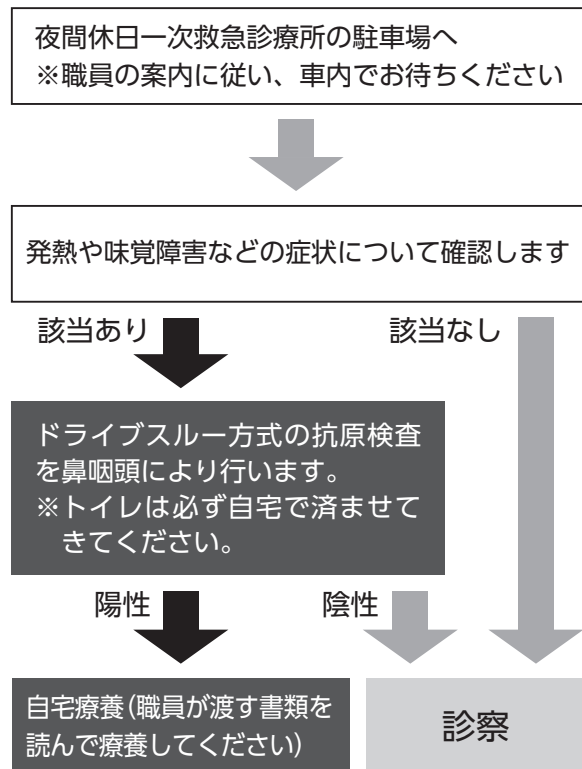 夜間休日一次救急診療所の駐車場へ
※職員の案内に従い、車内でお待ちください
発熱や味覚障害などの症状について確認します
該当あり
該当なし
ドライブスルー方式の抗原検査
を鼻咽頭により行います。
※トイレは必ず自宅で済ませて
きてください。
陽性
陰性
自宅療養(職員が渡す書類を
読んで療養してください)
診察